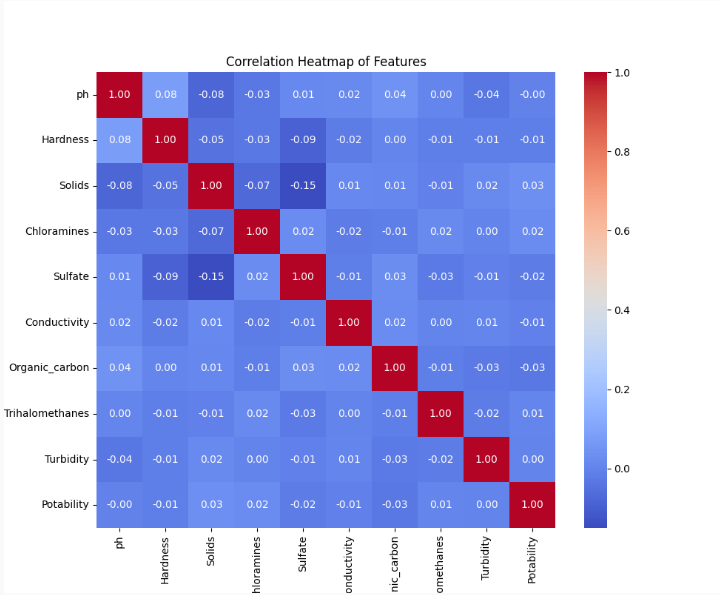 Correlation Heatmap of Features
ph 1.00 0.08 -0.08 -0.03 0.01 0.02 0.04 0.00 -0.04 -0.00
Hardness 0.08 1.00 -0.05 -0.03 -0.09 -0.02 0.00 -0.01 -0.01 -0.01
Solids -0.08 -0.05 1.00 -0.07 -0.15 0.01 0.01 -0.01 0.02 0.03
Chloramines -0.03 -0.03 -0.07 1.00 0.02 -0.02 -0.01 0.02 0.00 0.02
Sulfate 0.01 -0.09 -0.15 0.02 1.00 -0.01 0.03 -0.03 -0.01 -0.02
Conductivity 0.02 -0.02 0.01 -0.02 -0.01 1.00 0.02 0.00 0.01 -0.01
Organic_carbon 0.04 0.00 0.01 -0.01 0.03 0.02 1.00 -0.01 -0.03 -0.03
Trihalomethanes 0.00 -0.01 -0.01 0.02 -0.03 0.00 -0.01 1.00 -0.02 0.01
Turbidity -0.04 -0.01 0.02 0.00 -0.01 0.01 -0.03 -0.02 1.00 0.00
Potability -0.00 -0.01 0.03 0.02 -0.02 -0.01 -0.03 0.01 0.00 1.00
ph
Hardness
Solids
hloramines
Sulfate
onductivity
nic_carbon
omethanes
Turbidity
Potability
1.0
0.8
0.6
0.4
0.2
0.0